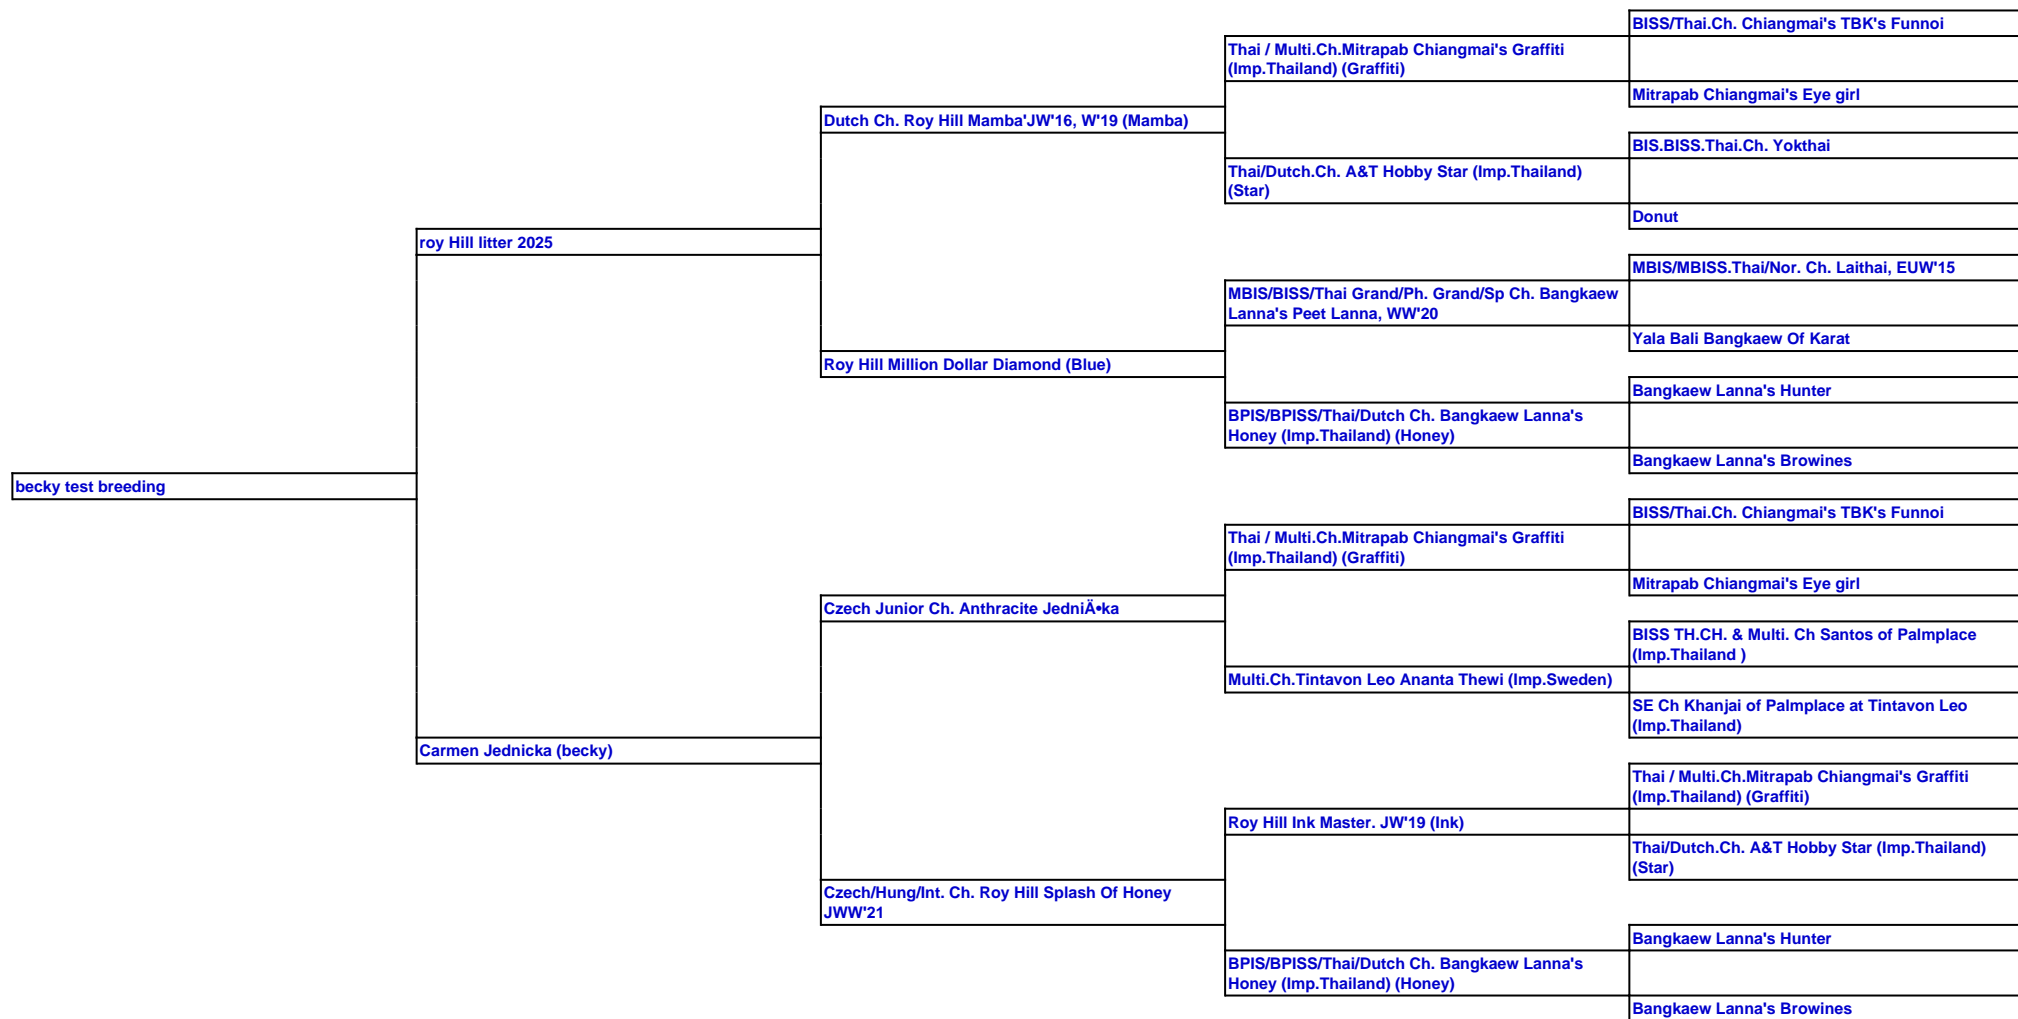 BISS/Thai.Ch. Chiangmai's TBK's Funnoi
Thai / Multi.Ch.Mitrapab Chiangmai's Graffiti
(Imp.Thailand) (Graffiti)
Mitrapab Chiangmai's Eye girl
Dutch Ch. Roy Hill Mamba'JW'16, W'19 (Mamba)
BIS.BISS.Thai.Ch. Yokthai
Thai/Dutch.Ch. A&T Hobby Star (Imp.Thailand)
(Star)
Donut
roy Hill litter 2025
MBIS/MBISS.Thai/Nor. Ch. Laithai, EUW'15
MBIS/BISS/Thai Grand/Ph. Grand/Sp Ch. Bangkaew
Lanna's Peet Lanna, WW'20
Yala Bali Bangkaew Of Karat
Roy Hill Million Dollar Diamond (Blue)
Bangkaew Lanna's Hunter
BPIS/BPISS/Thai/Dutch Ch. Bangkaew Lanna's
Honey (Imp.Thailand) (Honey)
Bangkaew Lanna's Browines
becky test breeding
BISS/Thai.Ch. Chiangmai's TBK's Funnoi
Thai / Multi.Ch.Mitrapab Chiangmai's Graffiti
(Imp.Thailand) (Graffiti)
Mitrapab Chiangmai's Eye girl
Czech Junior Ch. Anthracite JedniÄ•ka
BISS TH.CH. & Multi. Ch Santos of Palmplace
(Imp.Thailand )
Multi.Ch.Tintavon Leo Ananta Thewi (Imp.Sweden)
SE Ch Khanjai of Palmplace at Tintavon Leo
(Imp.Thailand)
Carmen Jednicka (becky)
Thai / Multi.Ch.Mitrapab Chiangmai's Graffiti
(Imp.Thailand) (Graffiti)
Roy Hill Ink Master. JW'19 (Ink)
Thai/Dutch.Ch. A&T Hobby Star (Imp.Thailand)
(Star)
Czech/Hung/Int. Ch. Roy Hill Splash Of Honey
JWW'21
Bangkaew Lanna's Hunter
BPIS/BPISS/Thai/Dutch Ch. Bangkaew Lanna's
Honey (Imp.Thailand) (Honey)
Bangkaew Lanna's Browines